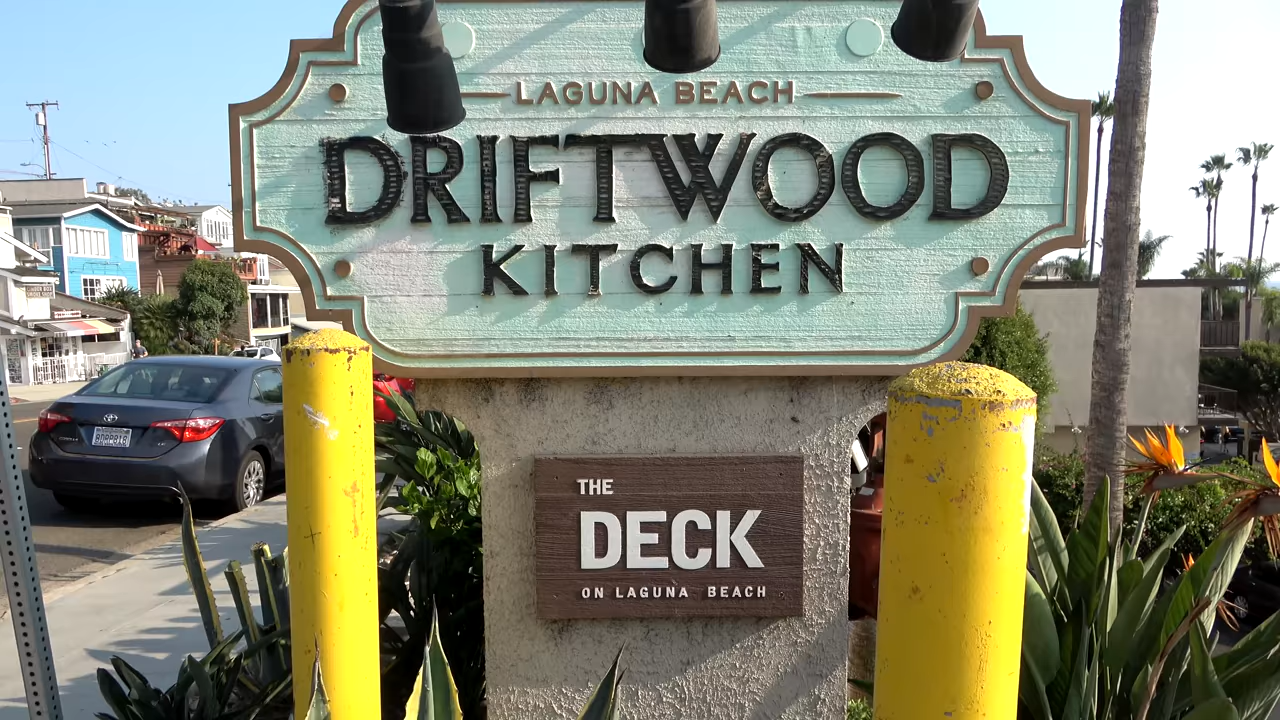 LAGUNA BEACH
DRIFTWOOD
KITCHEN
THE
DECK
ON LAGUNA BEACH